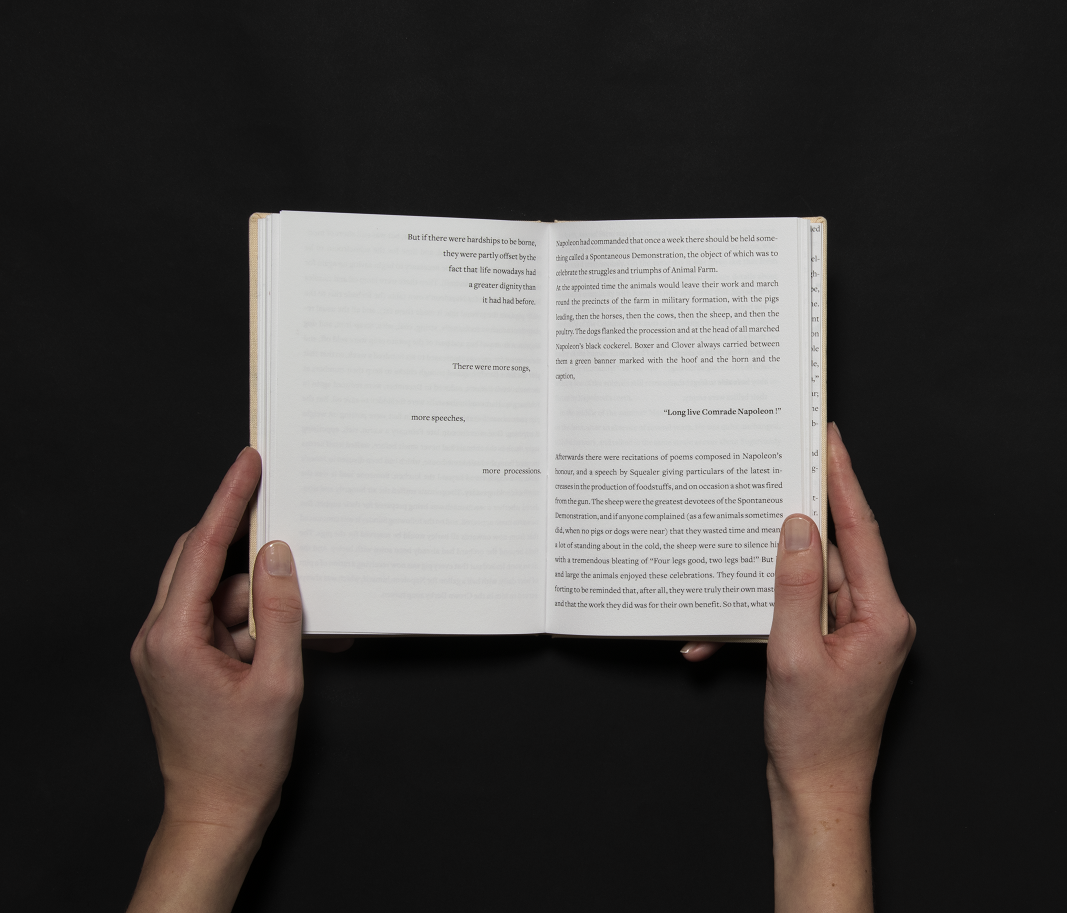 But if there were hardships to be borne,
they were partly offset by the
fact that life nowadays had
a greater dignity than
it had had before.
There were more songs,
more speeches,
more processions.
Napoleon had commanded that once a week there should be held some-
thing called a Spontaneous Demonstration, the object of which was to
celebrate the struggles and triumphs of Animal Farm.
At the appointed time the animals would leave their work and march
round the precincts of the farm in military formation, with the pigs
leading, then the horses, then the cows, then the sheep, and then the
poultry. The dogs flanked the procession and at the head of all marched
Napoleon's black cockerel. Boxer and Clover always carried between
them a green banner marked with the hoof and the horn and the
caption,
“Long live Comrade Napoleon !”
Afterwards there were recitations of poems composed in Napoleon's
honour, and a speech by Squealer giving particulars of the latest in-
creases in the production of foodstuffs, and on occasion a shot was fired
from the gun. The sheep were the greatest devotees of the Spontaneous
Demonstration, and if anyone complained (as a few animals sometimes
did, when no pigs or dogs were near) that they wasted time and mean
a lot of standing about in the cold, the sheep were sure to silence hi
with a tremendous bleating of “Four legs good, two legs bad!” But
and large the animals enjoyed these celebrations. They found it co
forting to be reminded that, after all, they were truly their own mast
and that the work they did was for their own benefit. So that, what w